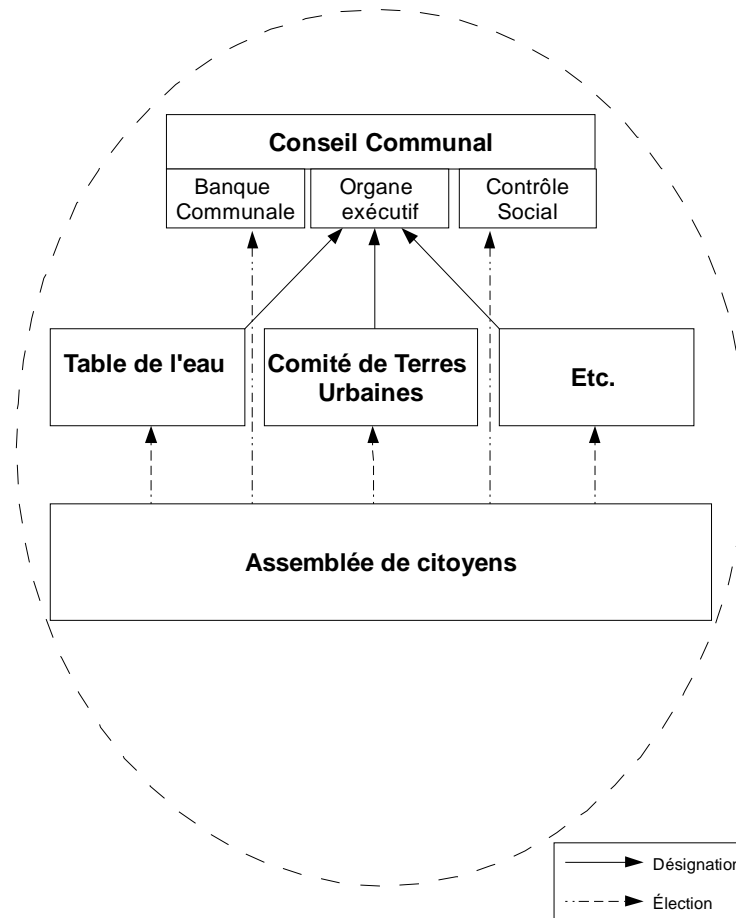 Conseil Communal
Banque
Communale
Organe
exécutif
Contrôle
Social
Table de l'eau
Comité de Terres
Urbaines
Etc.
Assemblée de citoyens
Désignation
Élection